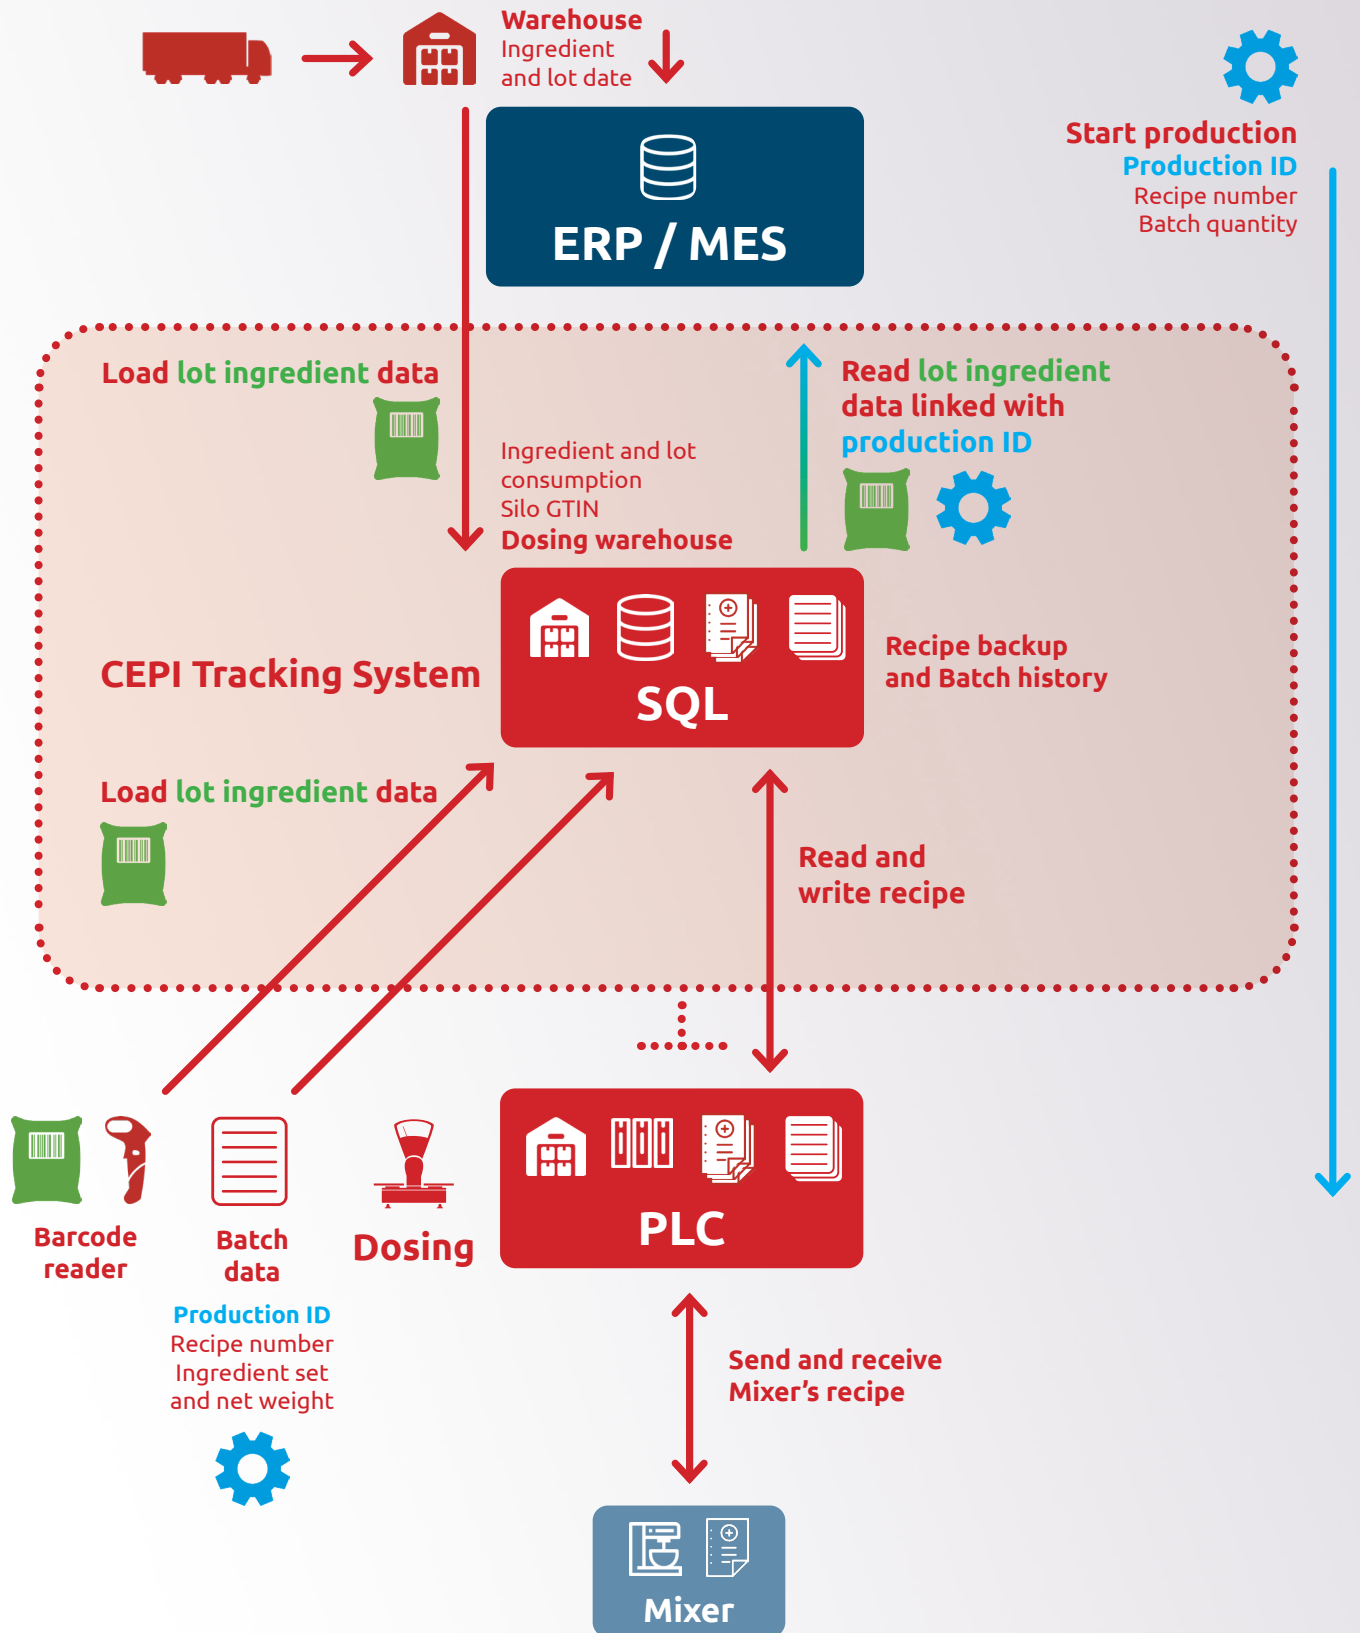 Warehouse
Ingredient
and lot date
Start production
Production ID
Recipe number
Batch quantity
ERP / MES
Load lot ingredient data
Read lot ingredient
data linked with
production ID
Ingredient and lot
consumption
Silo GTIN
Dosing warehouse
CEPI Tracking System
SQL
Recipe backup
and Batch history
Load lot ingredient data
Read and
write recipe
Barcode
reader
Batch
data
Production ID
Recipe number
Ingredient set
and net weight
Dosing
PLC
Send and receive
Mixer's recipe
Mixer